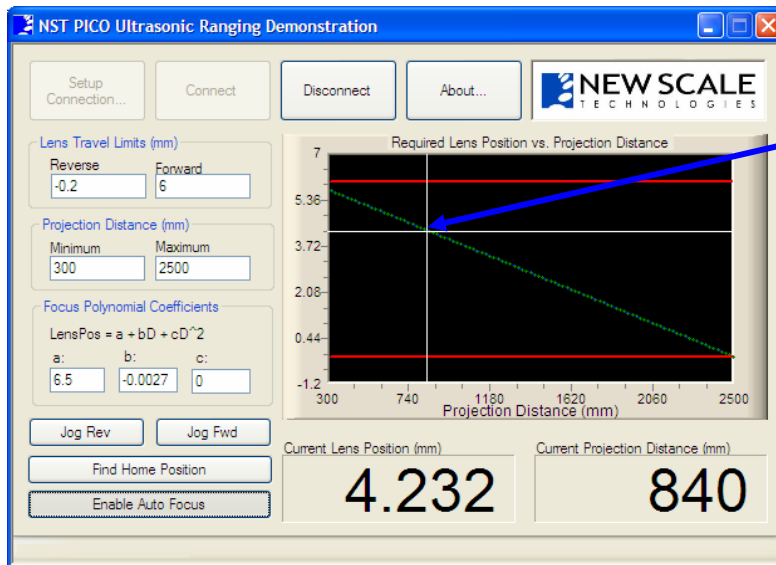 NST PICO Ultrasonic Ranging Demonstration
Setup
Connection...
Connect
Disconnect
About...
NEW SCALE
TECHNOLOGIES
Lens Travel Limits (mm)
Reverse
Forward
-0.2
6
Projection Distance (mm)
Minimum
Maximum
300
2500
Focus Polynomial Coefficients
LensPos = a + bD + cD^2
a:
b:
c:
6.5
-0.0027
0
Jog Rev
Jog Fwd
Find Home Position
Enable Auto Focus
Required Lens Position vs. Projection Distance
7
5.36
3.72
2.08
0.44
-1.2
300
740
1180
1620
2060
2500
Projection Distance (mm)
Current Lens Position (mm)
4.232
Current Projection Distance (mm)
840